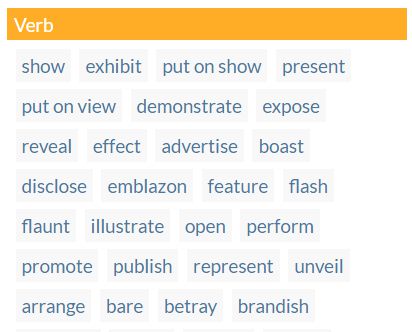 Verb
show exhibit put on show present
put on view demonstrate expose
reveal effect advertise boast
disclose emblazon feature flash
flaunt illustrate open perform
promote publish represent unveil
arrange bare betray brandish